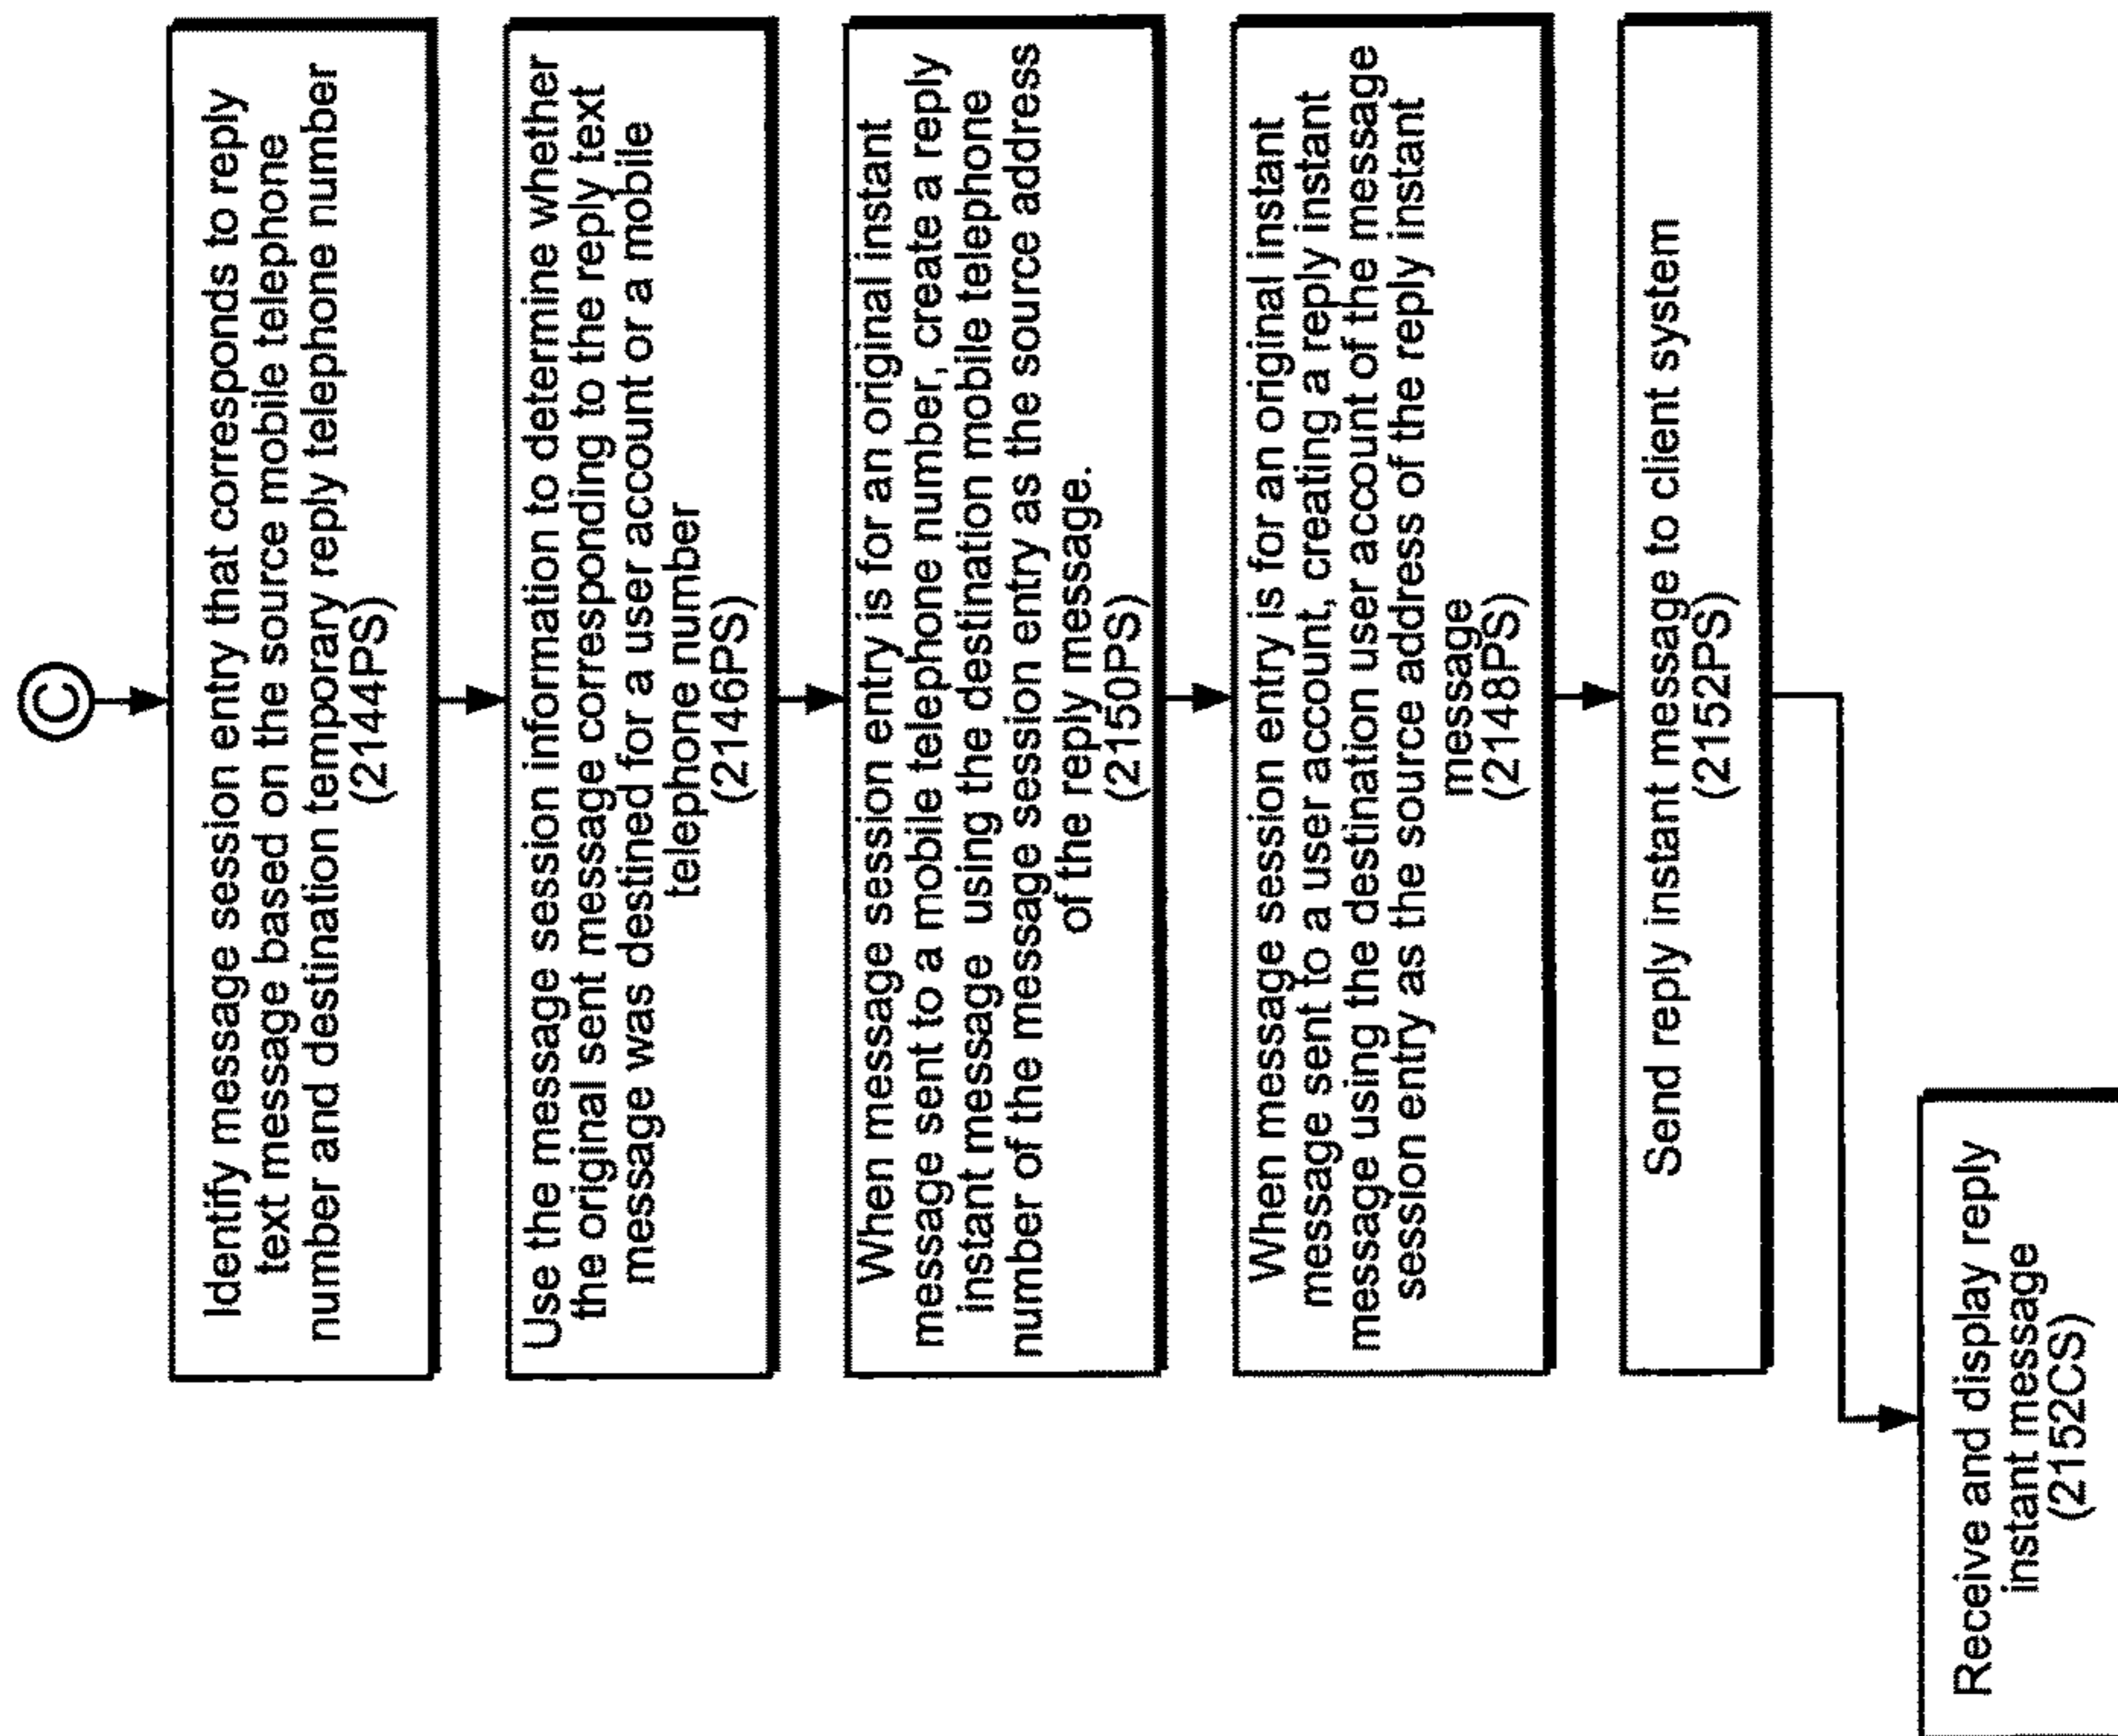 C
Identify message session entry that corresponds to reply
text message based on the source mobile telephone
number and destination temporary reply telephone number
(2144PS)
Use the message session information to determine whether
the original sent message corresponding to the reply text
message was destined for a user account or a mobile
telephone number
(2146PS)
When message session entry is for an original instant
message sent to a mobile telephone number, create a reply
instant message using the destination mobile telephone
number of the message session entry as the source address
of the reply message.
(2150PS)
When message session entry is for an original instant
message sent to a user account, creating a reply instant
message using the destination user account of the message
session entry as the source address of the reply instant
message
(2148PS)
Send reply instant message to client system
(2152PS)
Receive and display reply
instant message
(2152CS)